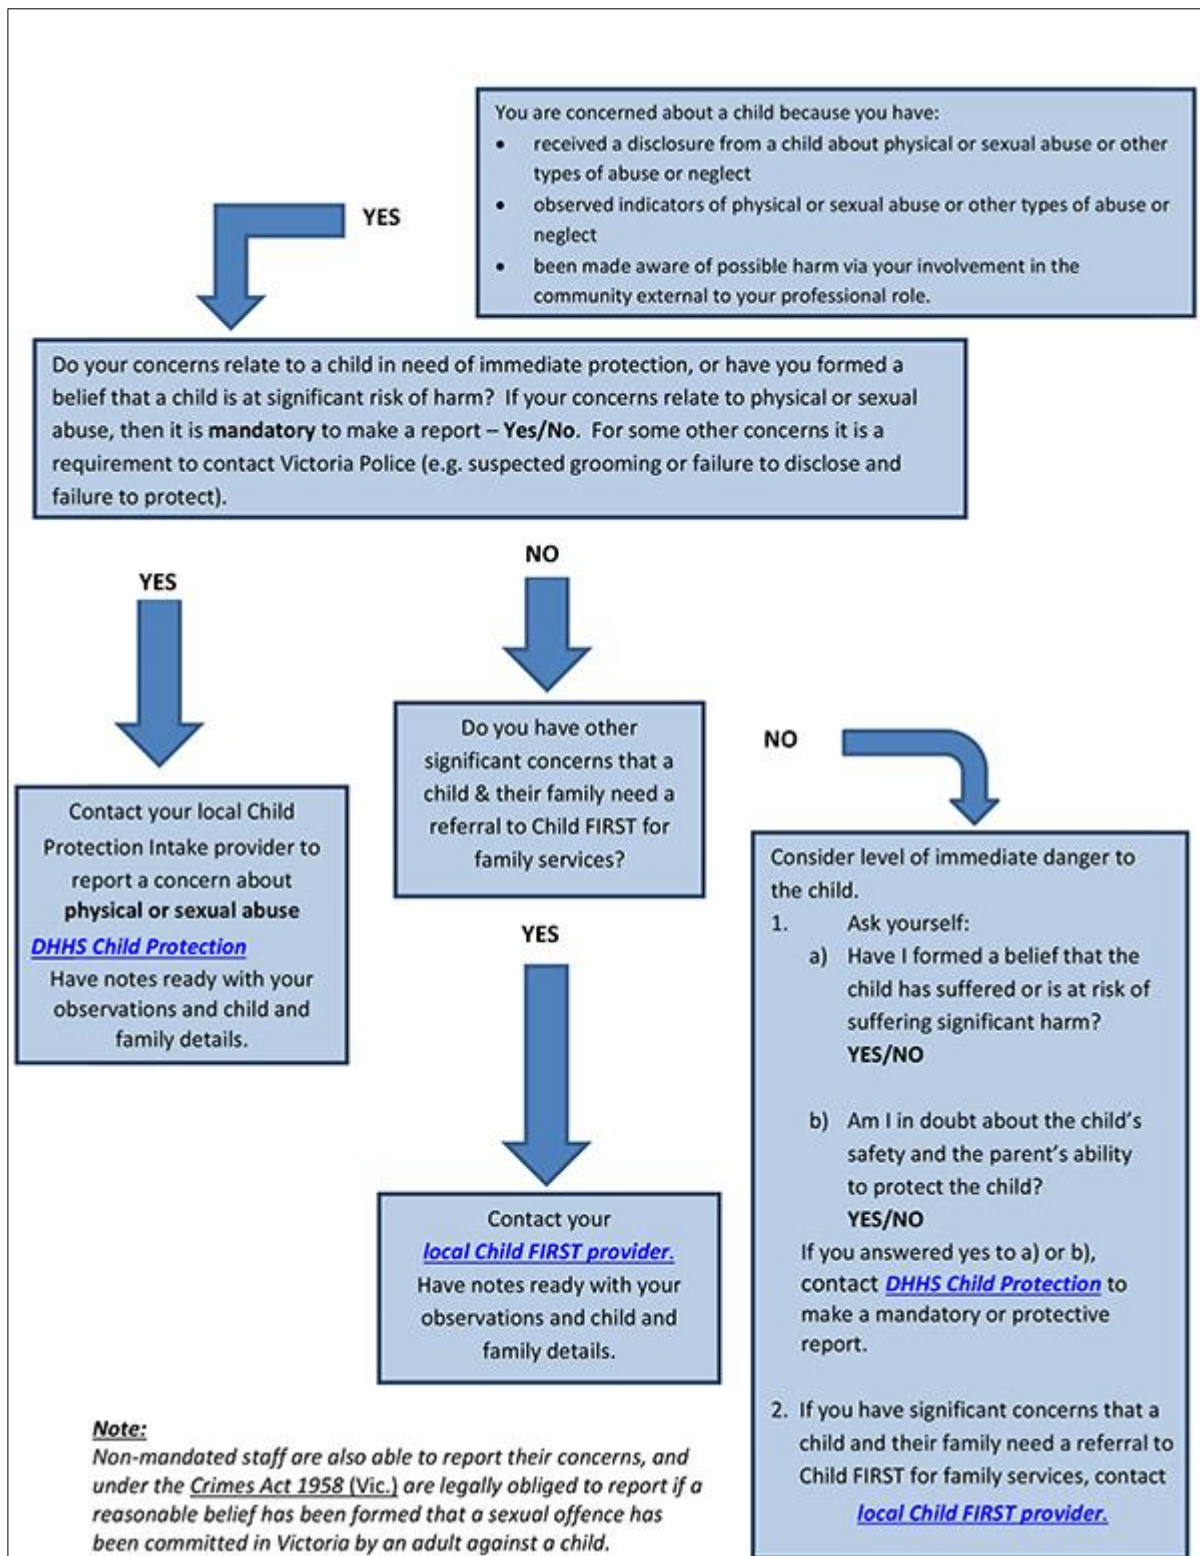 You are concerned about a child because you have:
• received a disclosure from a child about physical or sexual abuse or other
types of abuse or neglect
• observed indicators of physical or sexual abuse or other types of abuse or
neglect
• been made aware of possible harm via your involvement in the
community external to your professional role.
YES
Do your concerns relate to a child in need of immediate protection, or have you formed a
belief that a child is at significant risk of harm? If your concerns relate to physical or sexual
abuse, then it is mandatory to make a report – Yes/No. For some other concerns it is a
requirement to contact Victoria Police (e.g. suspected grooming or failure to disclose and
failure to protect).
YES
Contact your local Child
Protection Intake provider to
report a concern about
physical or sexual abuse
DHHS Child Protection
Have notes ready with your
observations and child and
family details.
NO
Do you have other
significant concerns that a
child & their family need a
referral to Child FIRST for
family services?
YES
Contact your
local Child FIRST provider.
Have notes ready with your
observations and child and
family details.
NO
Consider level of immediate danger to
the child.
1. Ask yourself:
a) Have I formed a belief that the
child has suffered or is at risk of
suffering significant harm?
YES/NO
b) Am I in doubt about the child's
safety and the parent's ability
to protect the child?
YES/NO
If you answered yes to a) or b),
contact DHHS Child Protection to
make a mandatory or protective
report.
2. If you have significant concerns that a
child and their family need a referral to
Child FIRST for family services, contact
local Child FIRST provider.
Note:
Non-mandated staff are also able to report their concerns, and
under the Crimes Act 1958 (Vic.) are legally obliged to report if a
reasonable belief has been formed that a sexual offence has
been committed in Victoria by an adult against a child.